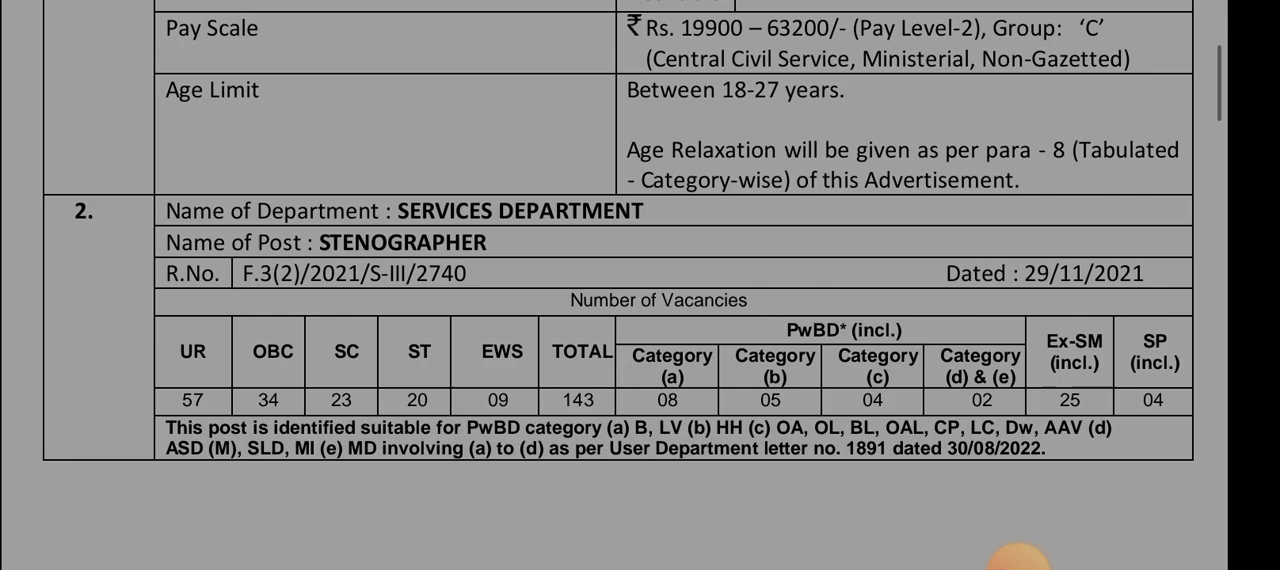 Pay Scale
₹ Rs. 19900 – 63200/- (Pay Level-2), Group: ‘C’
(Central Civil Service, Ministerial, Non-Gazetted)
Age Limit
Between 18-27 years.
Age Relaxation will be given as per para - 8 (Tabulated
- Category-wise) of this Advertisement.
2.
Name of Department : SERVICES DEPARTMENT
Name of Post : STENOGRAPHER
R.No. F.3(2)/2021/S-III/2740 Dated : 29/11/2021
Number of Vacancies
UR OBC SC ST EWS TOTAL PwBD* (incl.) Ex-SM (incl.) SP (incl.)
Category (a) Category (b) Category (c) Category (d) & (e)
57 34 23 20 09 143 08 05 04 02 25 04
This post is identified suitable for PwBD category (a) B, LV (b) HH (c) OA, OL, BL, OAL, CP, LC, Dw, AAV (d)
ASD (M), SLD, MI (e) MD involving (a) to (d) as per User Department letter no. 1891 dated 30/08/2022.